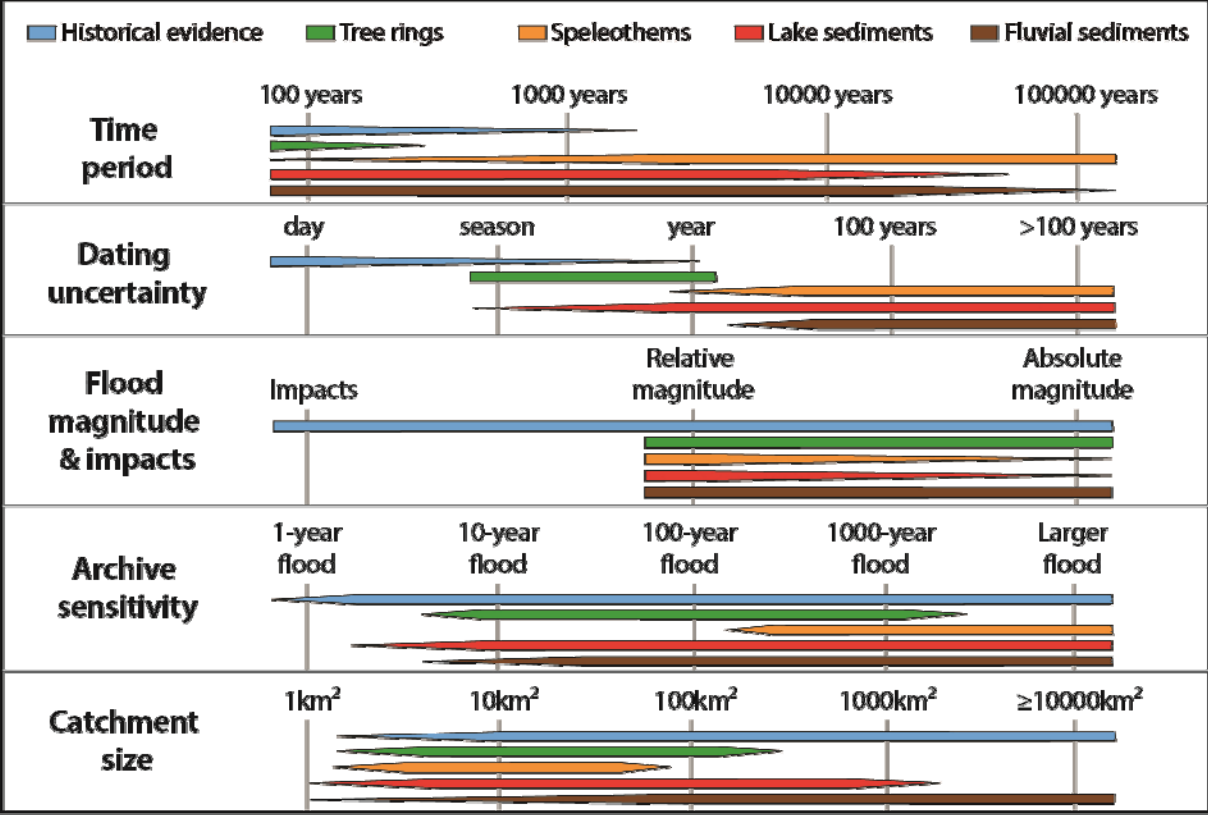 Historical evidence Tree rings Speleothems Lake sediments Fluvial sediments
100 years 1000 years 10000 years 100000 years
Time
period
day season year 100 years >100 years
Dating
uncertainty
Relative Absolute
Impacts magnitude magnitude
Flood
magnitude
& impacts
1-year 10-year 100-year 1000-year Larger
flood flood flood flood flood
Archive
sensitivity
1km² 10km² 100km² 1000km² ≥10000km²
Catchment
size